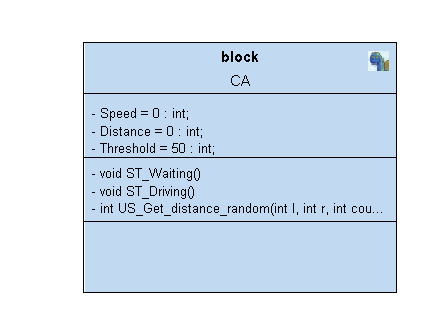 block
CA
- Speed = 0 : int;
- Distance = 0 : int;
- Threshold = 50 : int;
- void ST_Waiting()
- void ST_Driving()
- int US_Get_distance_random(int l, int r, int cou...